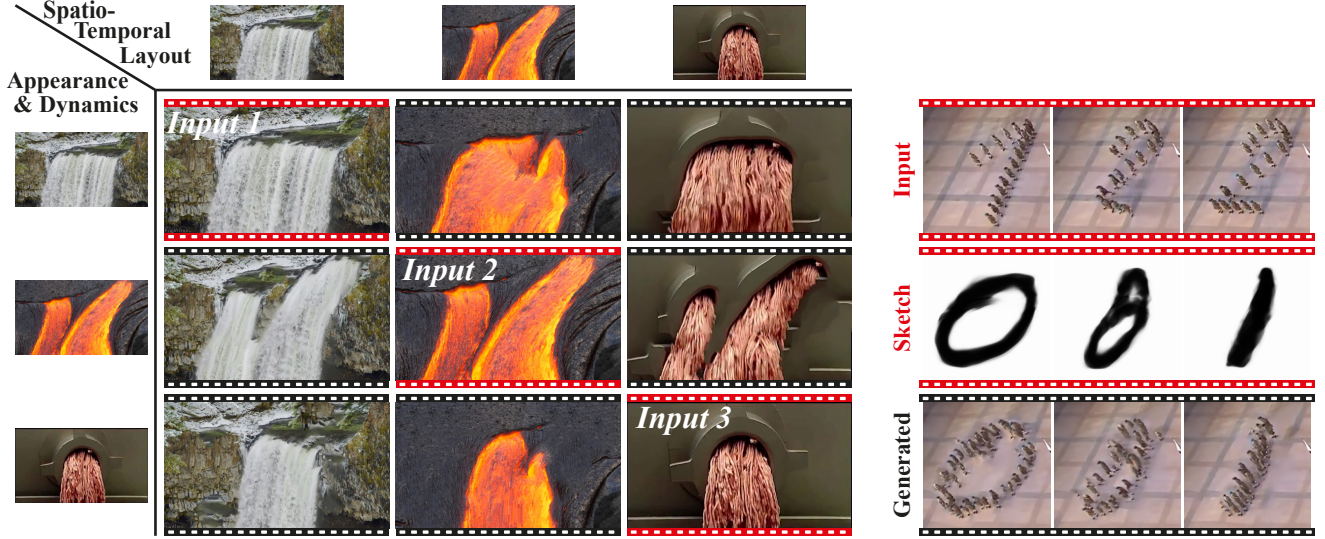 Spatio-
Temporal
Layout
Appearance
& Dynamics
Input 1
Input 2
Input 3
Input
Sketch
Generated